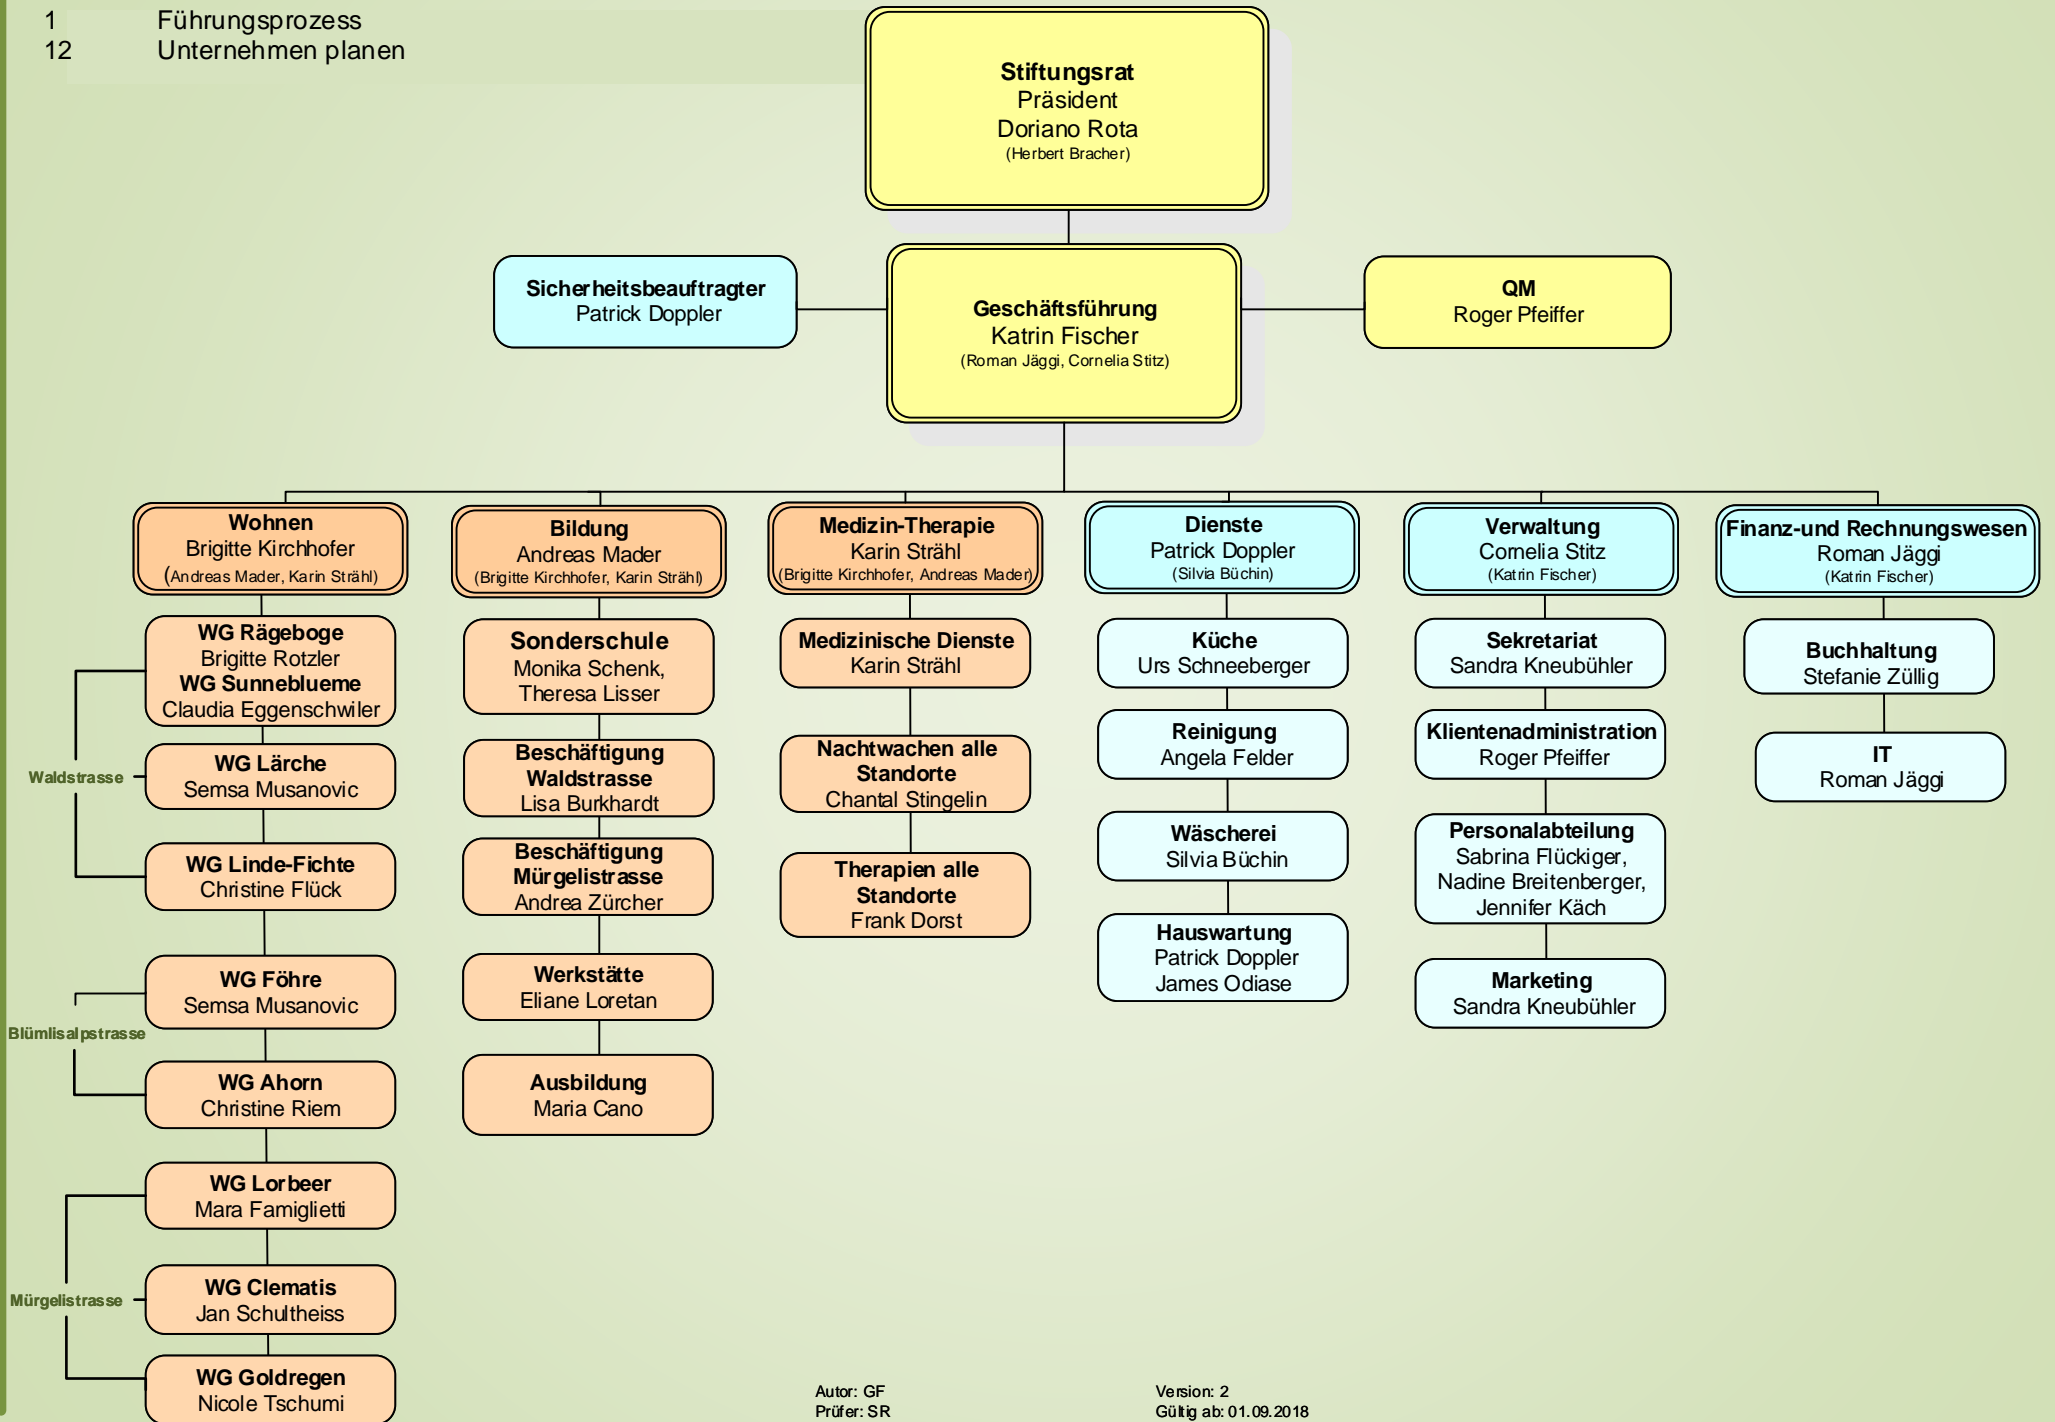 1 Führungsprozess
12 Unternehmen planen
Stiftungsrat
Präsident
Doriano Rota
(Herbert Bracher)
Sicherheitsbeauftragter
Patrick Doppler
Geschäftsführung
Katrin Fischer
(Roman Jäggi, Cornelia Stitz)
QM
Roger Pfeiffer
Wohnen
Brigitte Kirchhofer
(Andreas Mader, Karin Strähl)
WG Rägeboge
Brigitte Rotzler
WG Sunneblueme
Claudia Eggenschwiler
Waldstrasse
WG Lärche
Semsa Musanovic
WG Linde-Fichte
Christine Flück
WG Föhre
Semsa Musanovic
Blümlisalpstrasse
WG Ahorn
Christine Riem
WG Lorbeer
Mara Famiglietti
WG Clematis
Jan Schultheiss
Mürgelistrasse
WG Goldregen
Nicole Tschumi
Bildung
Andreas Mader
(Brigitte Kirchhofer, Karin Strähl)
Sonderschule
Monika Schenk,
Theresa Lisser
Beschäftigung
Waldstrasse
Lisa Burkhardt
Beschäftigung
Mürgelistrasse
Andrea Zürcher
Werkstätte
Eliane Loretan
Ausbildung
Maria Cano
Medizin-Therapie
Karin Strähl
(Brigitte Kirchhofer, Andreas Mader)
Medizinische Dienste
Karin Strähl
Nachtwachen alle
Standorte
Chantal Stingelin
Therapien alle
Standorte
Frank Dorst
Dienste
Patrick Doppler
(Silvia Büchin)
Küche
Urs Schneeberger
Reinigung
Angela Felder
Wäscherei
Silvia Büchin
Hauswartung
Patrick Doppler
James Odiase
Verwaltung
Cornelia Stitz
(Katrin Fischer)
Sekretariat
Sandra Kneubühler
Klientenadministration
Roger Pfeiffer
Personalabteilung
Sabrina Flückiger,
Nadine Breitenberger,
Jennifer Käch
Marketing
Sandra Kneubühler
Finanz-und Rechnungswesen
Roman Jäggi
(Katrin Fischer)
Buchhaltung
Stefanie Züllig
IT
Roman Jäggi
Autor: GF
Prüfer: SR
Version: 2
Gültig ab: 01.09.2018